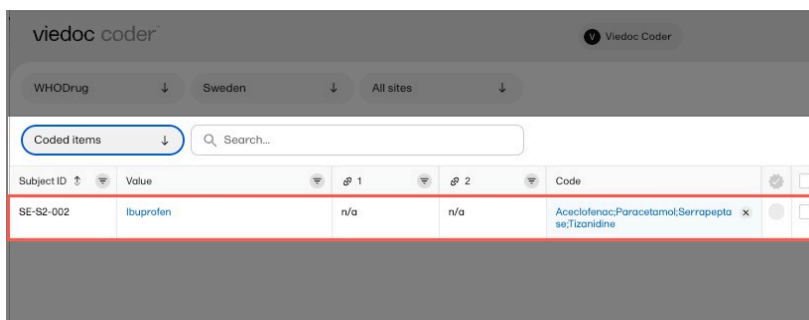 viedoc coder
V Viedoc Coder
WHODrug Sweden All sites
Coded items Search...
Subject ID Value 1 2 Code
SE-S2-002 Ibuprofen n/a n/a Aceclofenac;Paracetamol;Serrapepta
se;Tizanidine